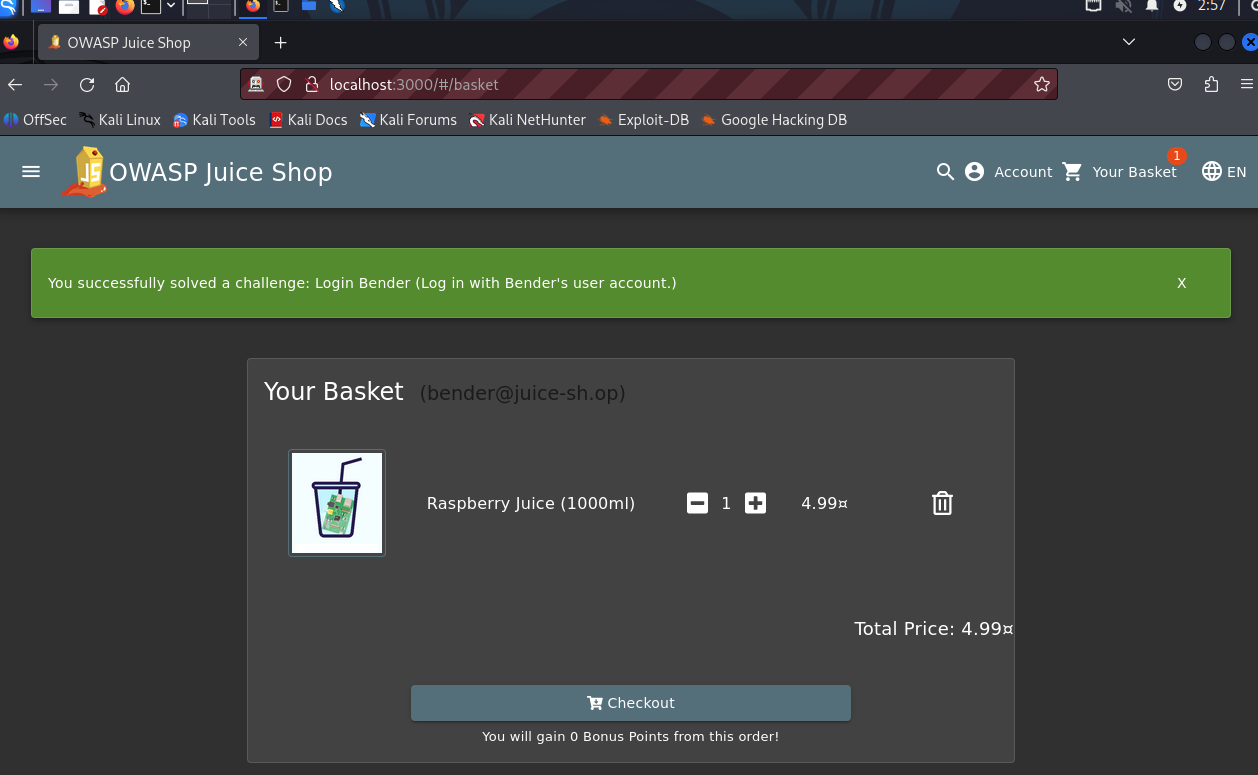 2:57
OWASP Juice Shop
localhost:3000/#/basket
OffSec Kali Linux Kali Tools Kali Docs Kali Forums Kali NetHunter Exploit-DB Google Hacking DB
JS OWASP Juice Shop Account Your Basket 1 EN
You successfully solved a challenge: Login Bender (Log in with Bender's user account.) X
Your Basket (bender@juice-sh.op)
Raspberry Juice (1000ml) 1 4.99¤
Total Price: 4.99¤
Checkout
You will gain 0 Bonus Points from this order!